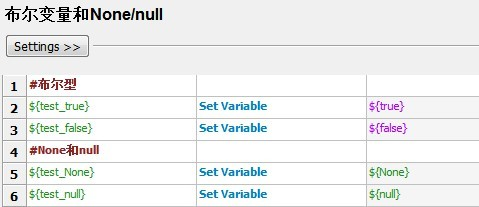 布尔变量和None/null
Settings >>
1 #布尔型
2 ${test_true} Set Variable ${true}
3 ${test_false} Set Variable ${false}
4 #None和null
5 ${test_None} Set Variable ${None}
6 ${test_null} Set Variable ${null}